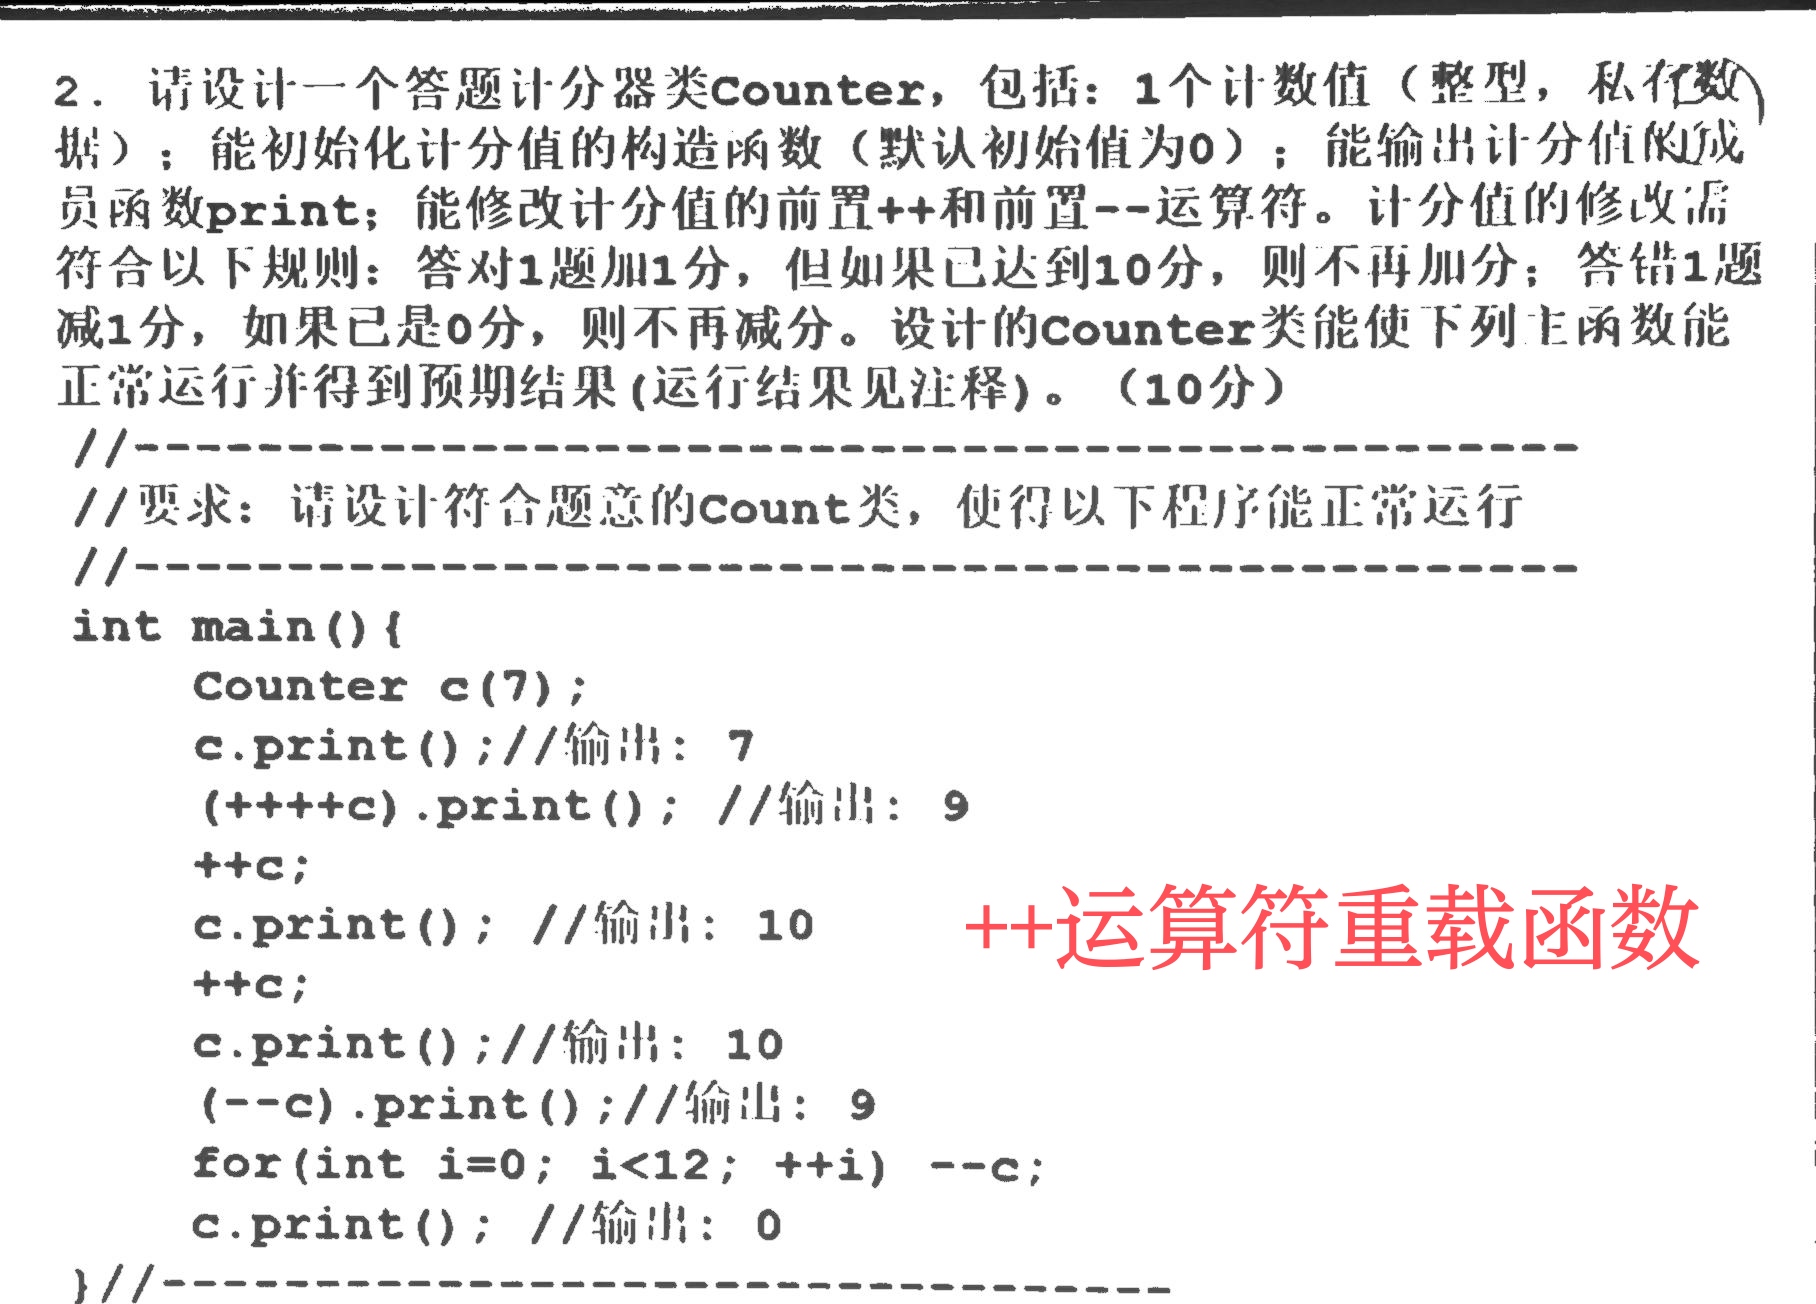 2. 请设计一个答题计分器类Counter，包括：1个计数值（整型，私有数
据）；能初始化计分值的构造函数（默认初始值为0）；能输出计分值的成
员函数print；能修改计分值的前置++和前置--运算符。计分值的修改需
符合以下规则：答对1题加1分，但如果已达到10分，则不再加分；答错1题
减1分，如果已是0分，则不再减分。设计的Counter类能使下列主函数能
正常运行并得到预期结果(运行结果见注释)。（10分）
//-----------------------------------------------
//要求：请设计符合题意的Count类，使得以下程序能正常运行
//-----------------------------------------------
int main(){
Counter c(7);
c.print();//输出： 7
(++++c).print(); //输出： 9
++c;
c.print(); //输出： 10
++运算符重载函数
++c;
c.print();//输出： 10
(--c).print();//输出： 9
for(int i=0; i<12; ++i) --c;
c.print(); //输出： 0
}//---------------------------------